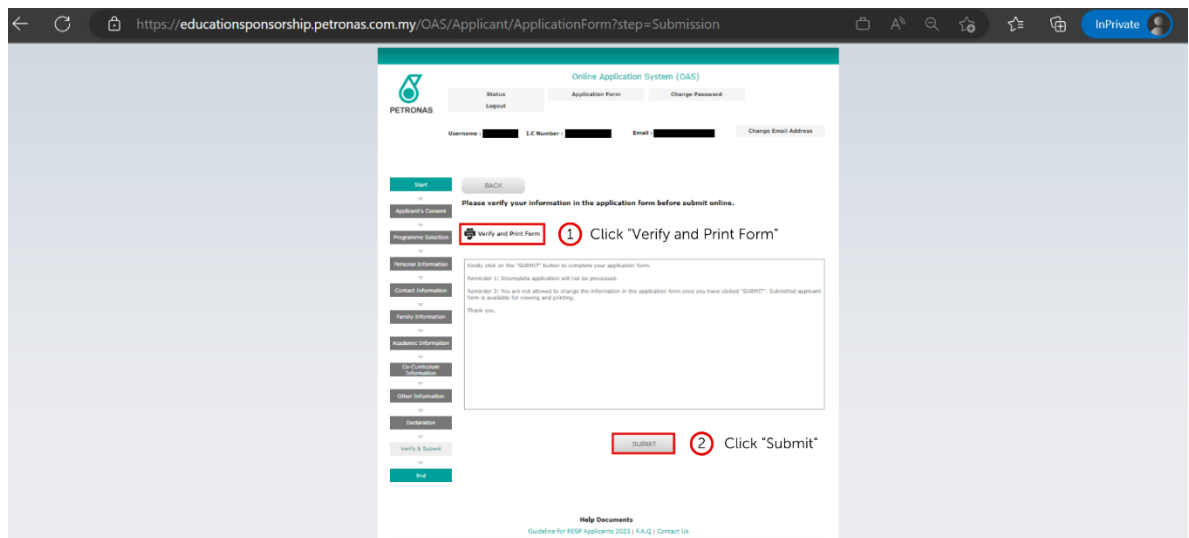 https://educationsponsorship.petronas.com.my/OAS/Applicant/ApplicationForm?step=Submission
InPrivate
Online Application System (OAS)
PETRONAS
Status Application Form Change Password
Logout
Username : I.C Number : Email : Change Email Address
Start
BACK
Please verify your information in the application form before submit online.
Applicant's Consent
Programme Selection
Verify and Print Form 1 Click "Verify and Print Form"
Personal Information
Kindly click on the "SUBMIT" button to complete your application form.
Reminder 1: Incomplete application will not be processed.
Contact Information
Reminder 2: You are not allowed to change the information in the application form once you have clicked "SUBMIT". Submitted applicant
form is available for viewing and printing.
Thank you.
Family Information
Academic Information
Co-Curriculum
Information
Other Information
Declaration
SUBMIT 2 Click "Submit"
Verify & Submit
End
Help Documents
Guideline for PESP Applicants 2023 | F.A.Q | Contact Us